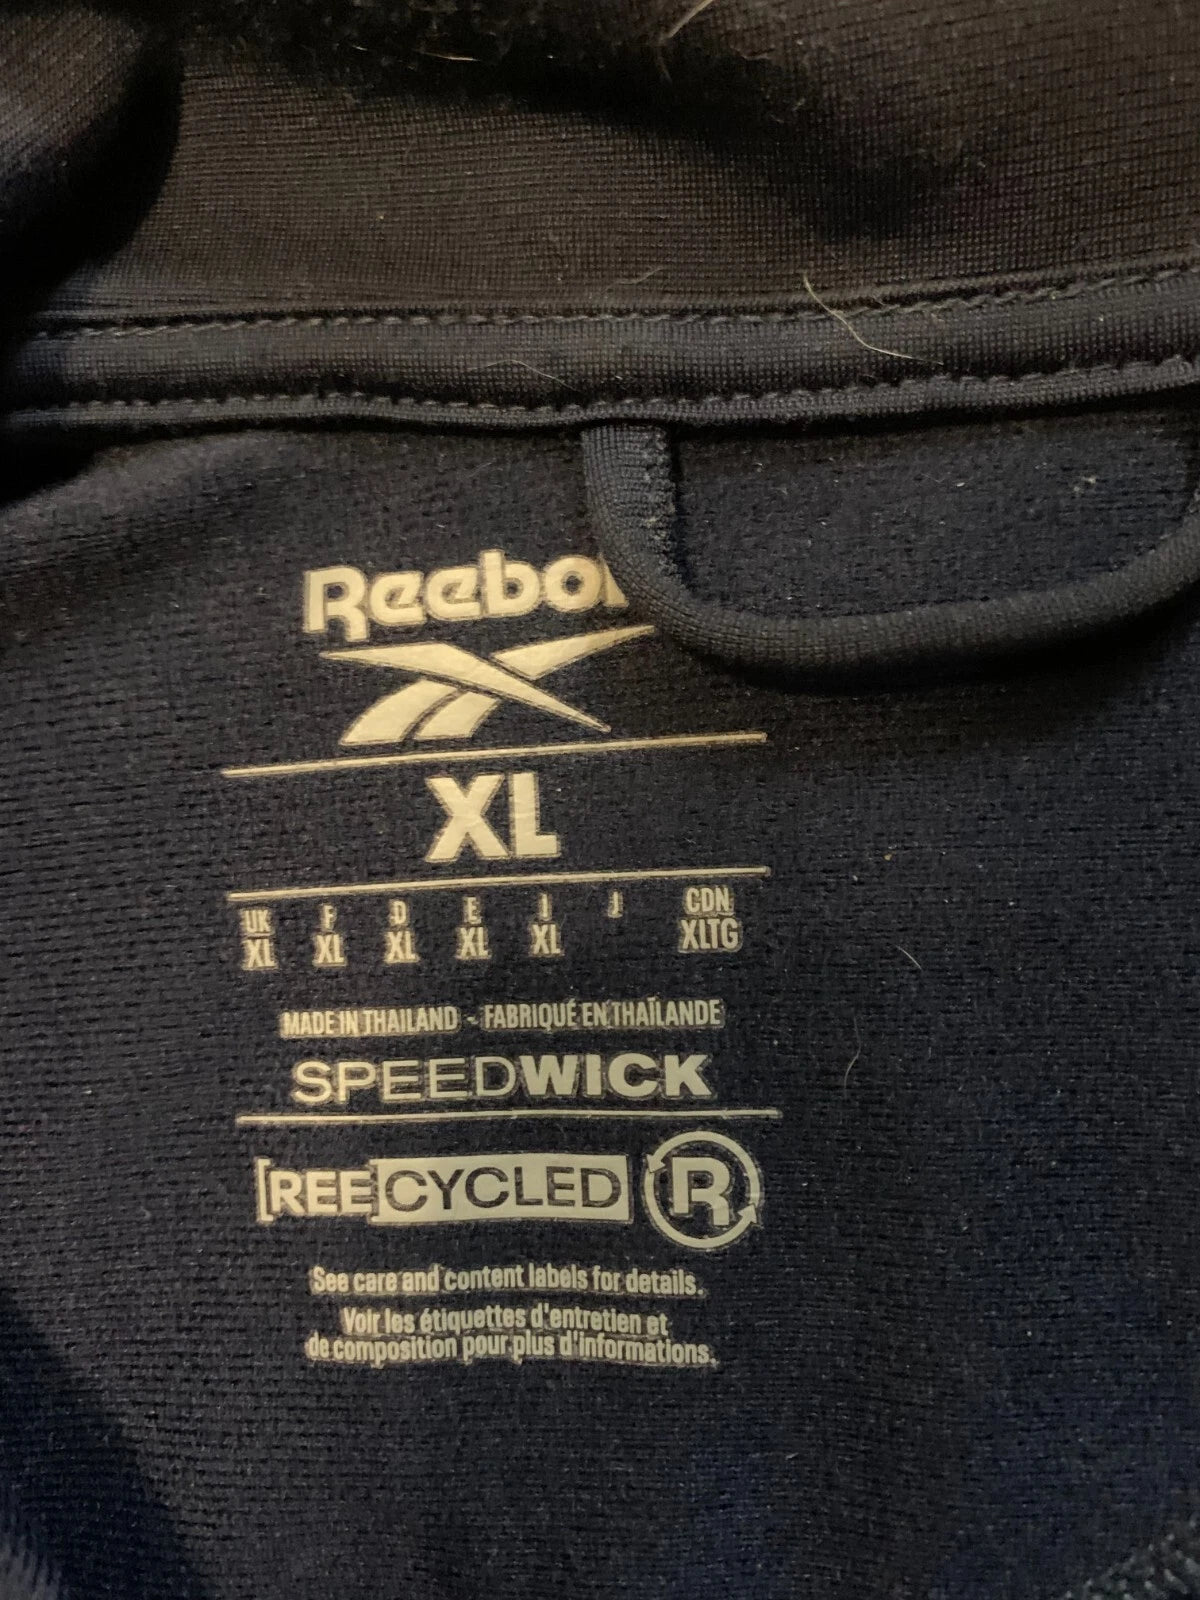 Reebo
XL
UK F D E I J CDN
XL XL XL XL XL XLTG
MADE IN THAILAND - FABRIQUÉ EN THAÏLANDE
SPEEDWICK
[REECYCLED R
See care and content labels for details.
Voir les étiquettes d'entretien et
de composition pour plus d'informations.